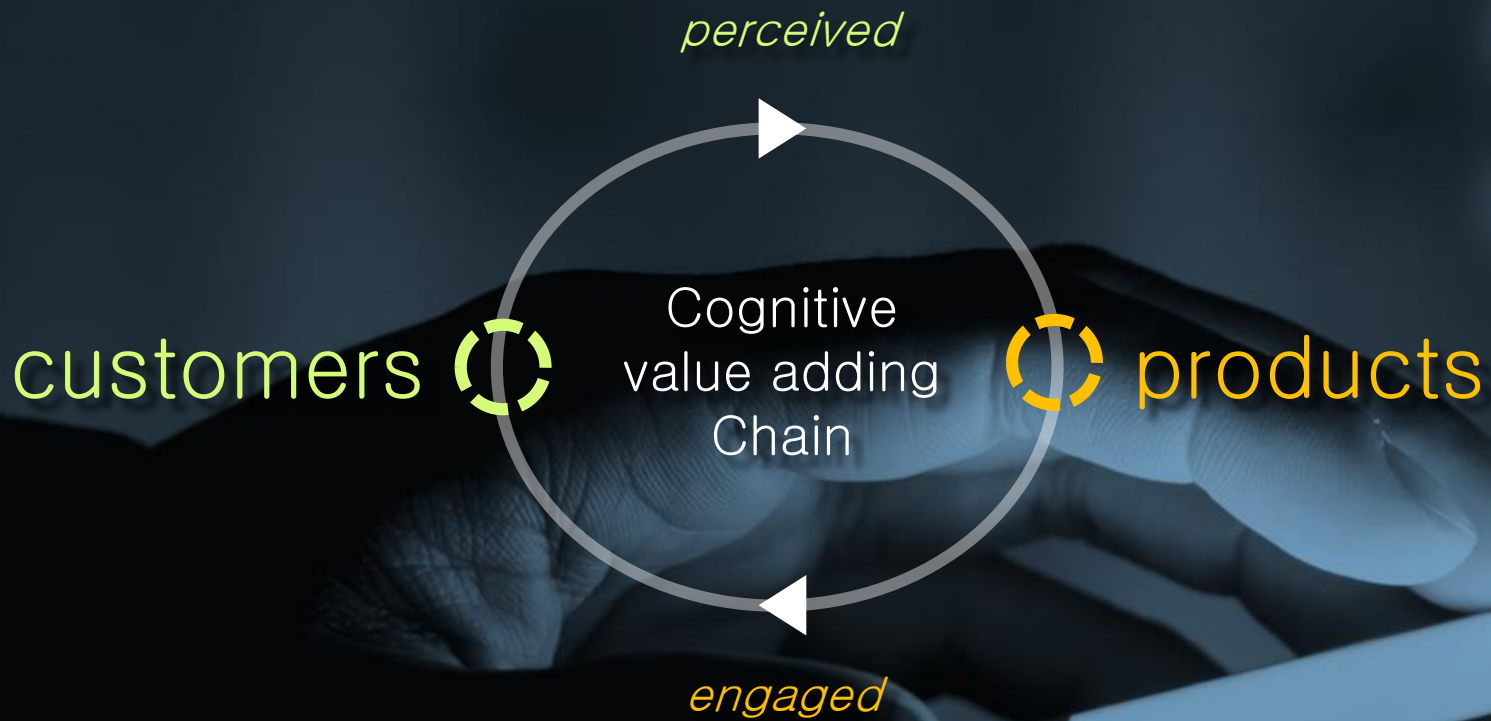 perceived
Cognitive
customers
value adding
products
Chain
engaged